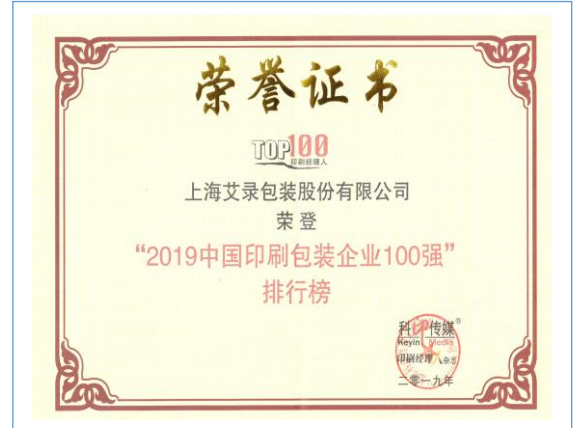 荣誉证书
TOP100
印刷经理人
上海艾录包装股份有限公司
荣登
“2019中国印刷包装企业100强”
排行榜
科印传媒®
Keyin Media
印刷经理人杂志
二零一九年